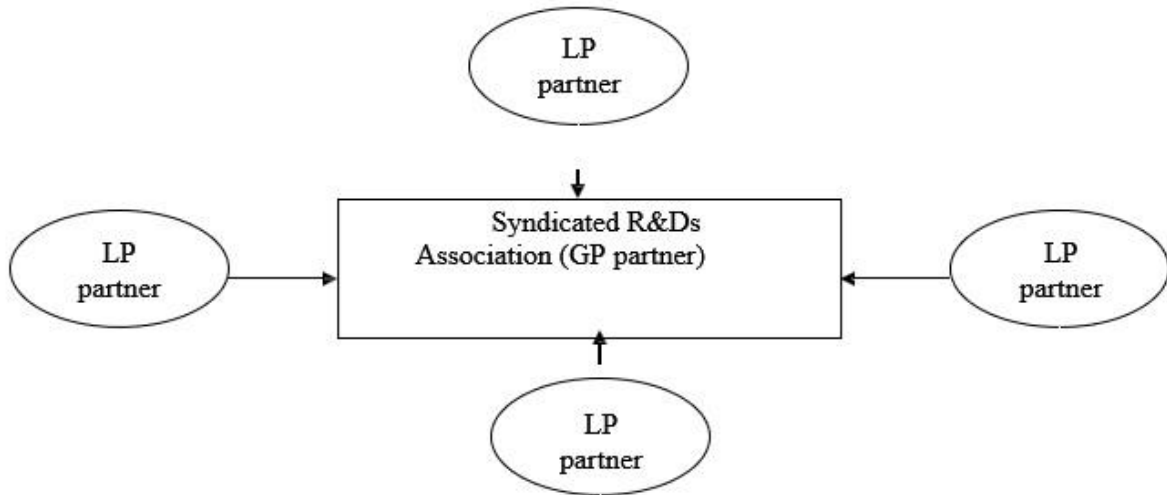 LP
partner
Syndicated R&Ds
Association (GP partner)
LP
partner
LP
partner
LP
partner